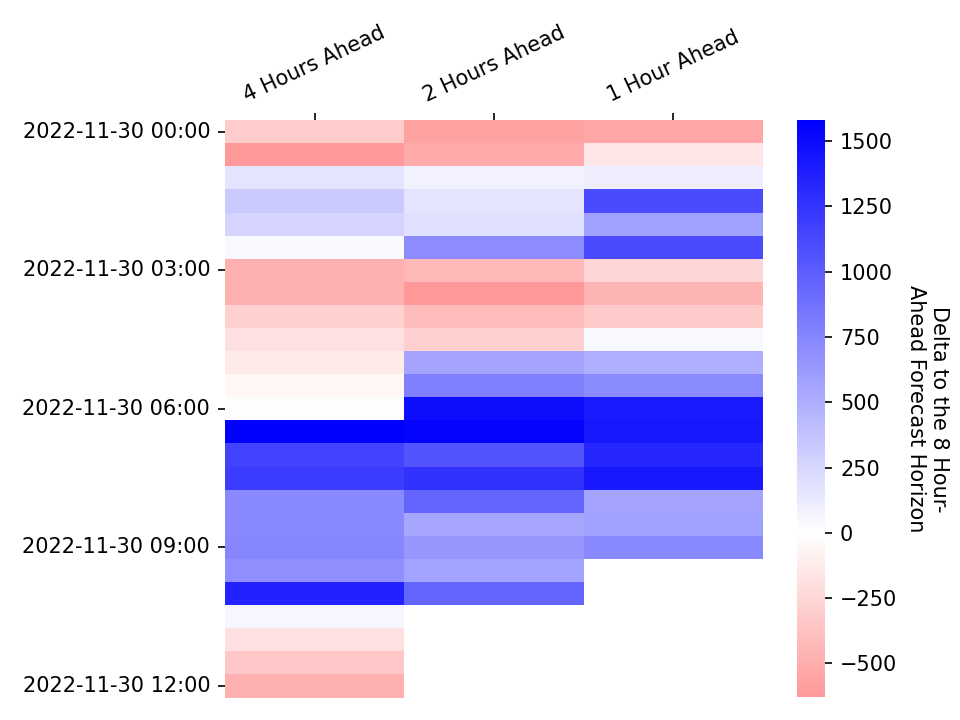 4 Hours Ahead
2 Hours Ahead
1 Hour Ahead
2022-11-30 00:00
2022-11-30 03:00
2022-11-30 06:00
2022-11-30 09:00
2022-11-30 12:00
1500
1250
1000
750
500
250
0
−250
−500
Delta to the 8 Hour-
Ahead Forecast Horizon